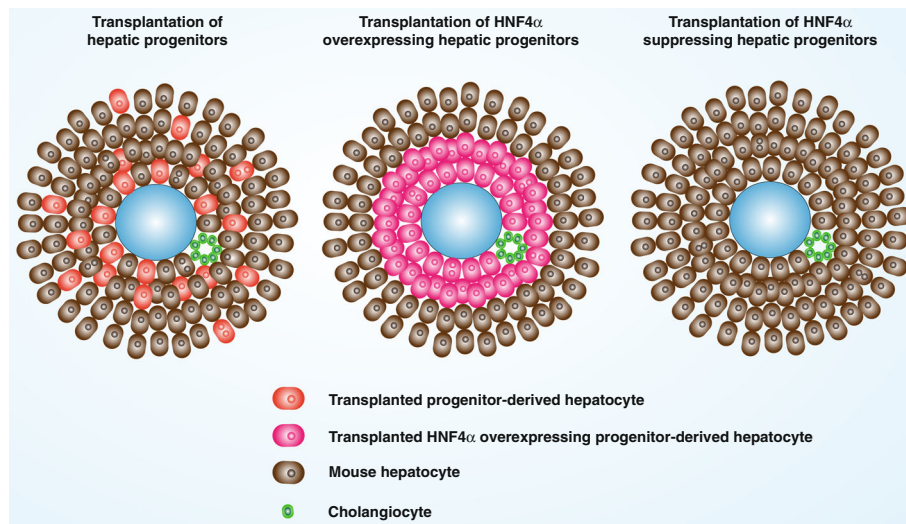 Transplantation of
hepatic progenitors
Transplantation of HNF4α
overexpressing hepatic progenitors
Transplantation of HNF4α
suppressing hepatic progenitors
Transplanted progenitor-derived hepatocyte
Transplanted HNF4α overexpressing progenitor-derived hepatocyte
Mouse hepatocyte
Cholangiocyte